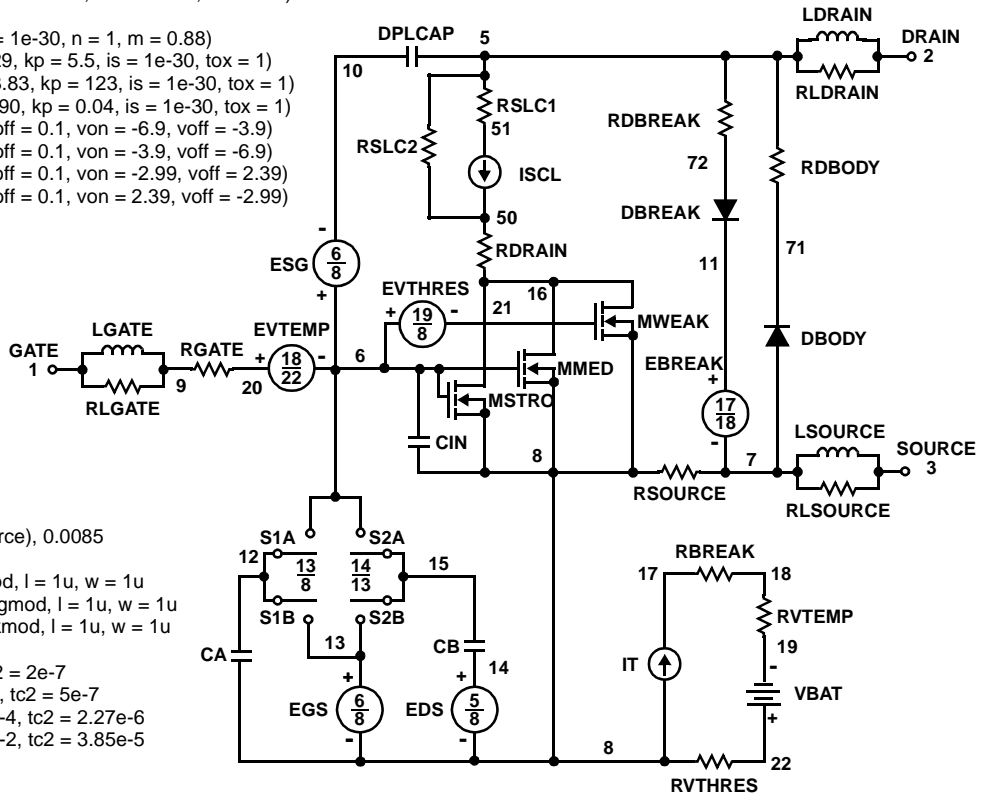 = 1e-30, n = 1, m = 0.88)
29, kp = 5.5, is = 1e-30, tox = 1)
3.83, kp = 123, is = 1e-30, tox = 1)
90, kp = 0.04, is = 1e-30, tox = 1)
voff = 0.1, von = -6.9, voff = -3.9)
off = 0.1, von = -3.9, voff = -6.9)
off = 0.1, von = -2.99, voff = 2.39)
off = 0.1, von = 2.39, voff = -2.99)
rce), 0.0085
od, l = 1u, w = 1u
gmod, l = 1u, w = 1u
kmod, l = 1u, w = 1u
2 = 2e-7
, tc2 = 5e-7
-4, tc2 = 2.27e-6
-2, tc2 = 3.85e-5
LDRAIN
DPLCAP
5
DRAIN
2
10
RLDRAIN
RSLC1
51
RDBREAK
RSLC2
72
RDBODY
ISCL
DBREAK
50
RDRAIN
71
-
ESG
6
8
+
11
EVTHRES
+
19
8
-
21
16
MWEAK
LGATE
EVTEMP
GATE
1
RGATE
+
18
22
-
6
MMED
EBREAK
+
DBODY
9
20
MSTRO
17
18
-
RLGATE
CIN
LSOURCE
SOURCE
3
8
7
RSOURCE
RLSOURCE
S1A
S2A
12
13
8
14
13
15
RBREAK
17
18
S1B
S2B
RVTEMP
13
CB
CA
19
+
+
14
IT
-
VBAT
EGS
6
8
EDS
5
8
+
-
-
8
22
RVTHRES